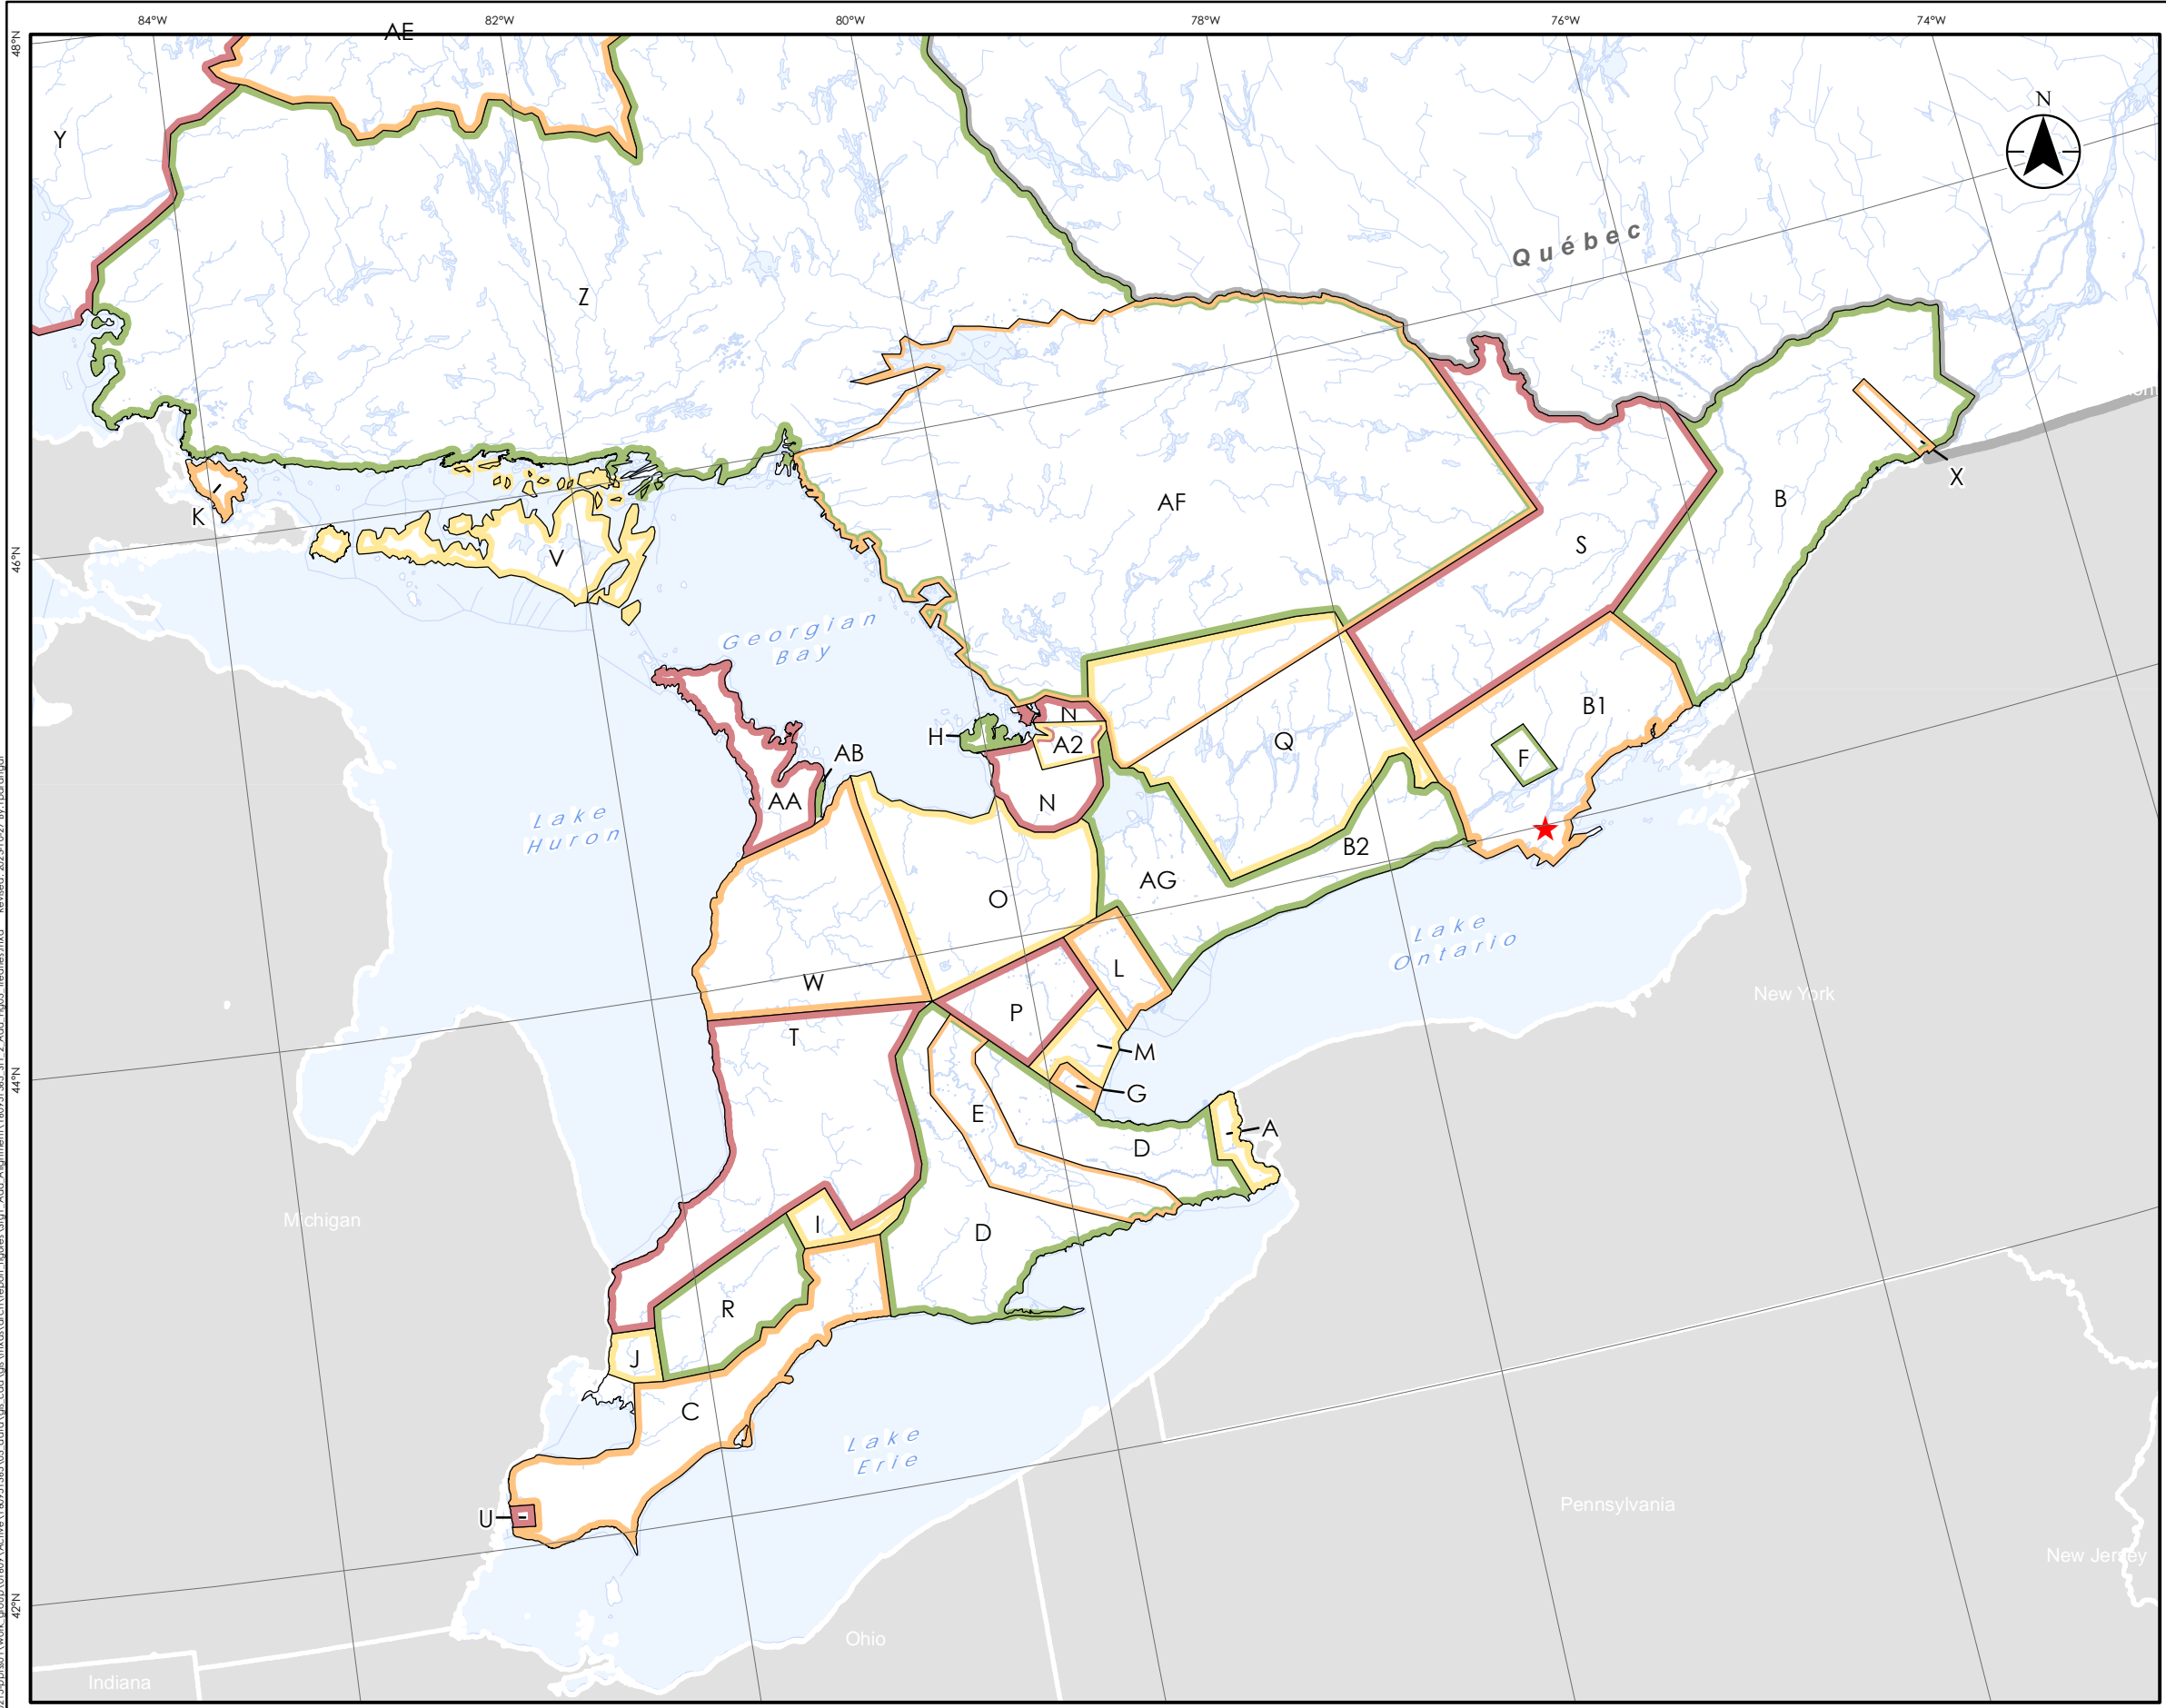 84°W
82°W
80°W
78°W
76°W
74°W
48°N
AE
N
Y
Québec
Z
X
AF
B
K
S
V
46°N
Georgian
Bay
B1
N
H
A2
Q
AB
F
AA
N
Lake
Huron
B2
AG
O
Lake
Ontario
L
W
New York
P
T
M
44°N
G
E
A
D
Michigan
I
D
R
J
C
Lake
Erie
U
Pennsylvania
New Jersey
42°N
Ohio
Indiana